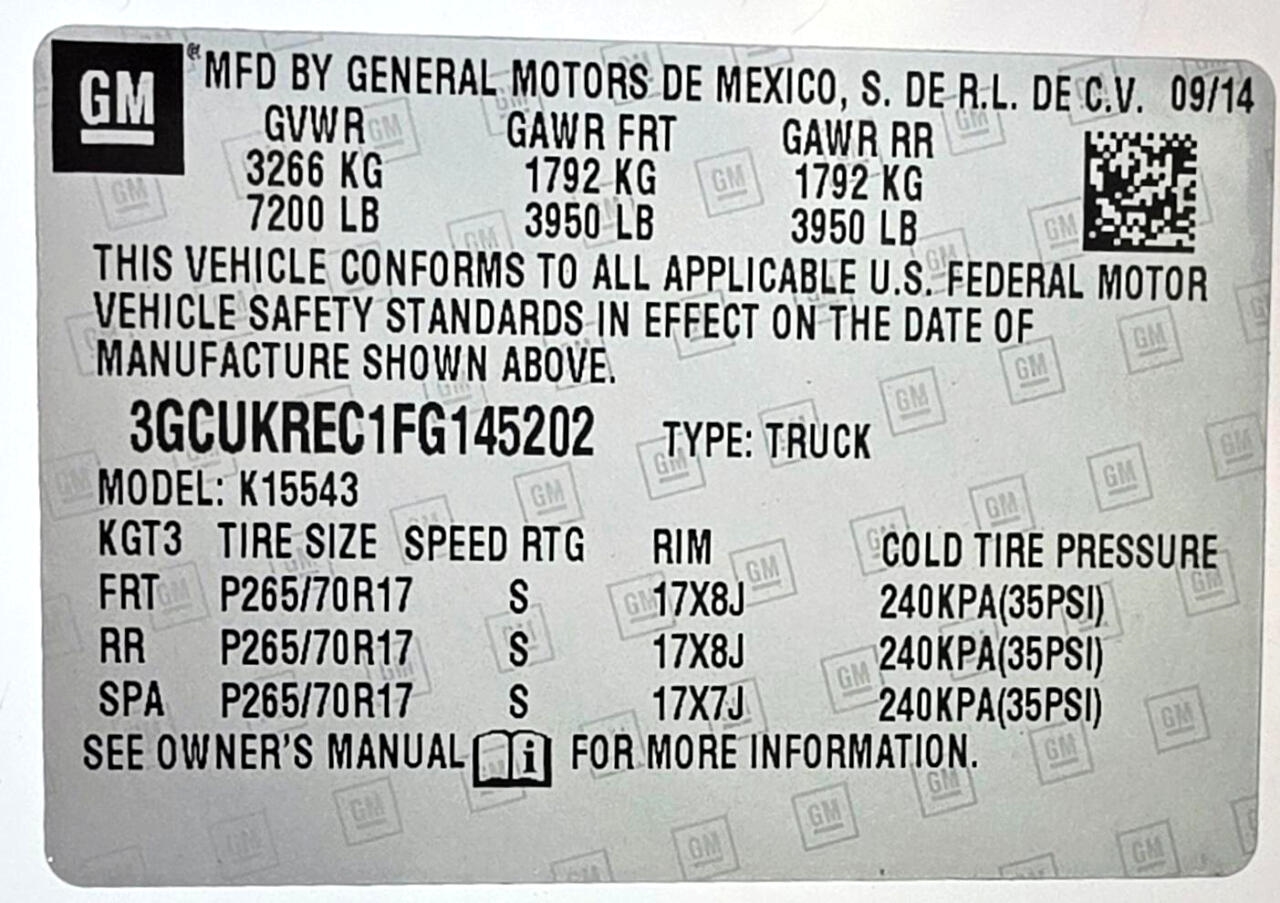 GM ® MFD BY GENERAL MOTORS DE MEXICO, S. DE R.L. DE C.V. 09/14
GVWR GAWR FRT GAWR RR
3266 KG 1792 KG 1792 KG
7200 LB 3950 LB 3950 LB
THIS VEHICLE CONFORMS TO ALL APPLICABLE U.S. FEDERAL MOTOR
VEHICLE SAFETY STANDARDS IN EFFECT ON THE DATE OF
MANUFACTURE SHOWN ABOVE.
3GCUKREC1FG145202 TYPE: TRUCK
MODEL: K15543
KGT3 TIRE SIZE SPEED RTG RIM COLD TIRE PRESSURE
FRT P265/70R17 S 17X8J 240KPA(35PSI)
RR P265/70R17 S 17X8J 240KPA(35PSI)
SPA P265/70R17 S 17X7J 240KPA(35PSI)
SEE OWNER'S MANUAL i FOR MORE INFORMATION.